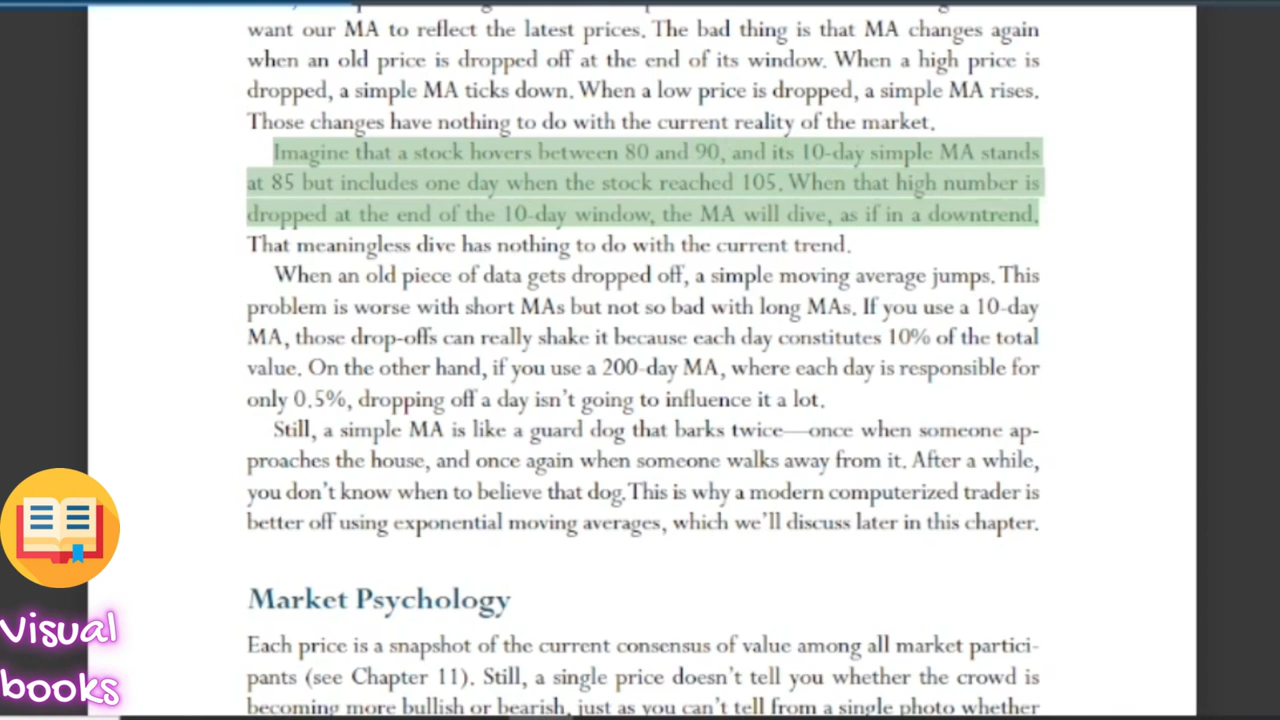 want our MA to reflect the latest prices. The bad thing is that MA changes again
when an old price is dropped off at the end of its window. When a high price is
dropped, a simple MA ticks down. When a low price is dropped, a simple MA rises.
Those changes have nothing to do with the current reality of the market.
Imagine that a stock hovers between 80 and 90, and its 10-day simple MA stands
at 85 but includes one day when the stock reached 105. When that high number is
dropped at the end of the 10-day window, the MA will dive, as if in a downtrend.
That meaningless dive has nothing to do with the current trend.
When an old piece of data gets dropped off, a simple moving average jumps. This
problem is worse with short MAs but not so bad with long MAs. If you use a 10-day
MA, those drop-offs can really shake it because each day constitutes 10% of the total
value. On the other hand, if you use a 200-day MA, where each day is responsible for
only 0.5%, dropping off a day isn't going to influence it a lot.
Still, a simple MA is like a guard dog that barks twice—once when someone ap-
proaches the house, and once again when someone walks away from it. After a while,
you don't know when to believe that dog. This is why a modern computerized trader is
better off using exponential moving averages, which we'll discuss later in this chapter.
Market Psychology
Each price is a snapshot of the current consensus of value among all market partici-
pants (see Chapter 11). Still, a single price doesn't tell you whether the crowd is
becoming more bullish or bearish, just as you can't tell from a single photo whether
Visual
books